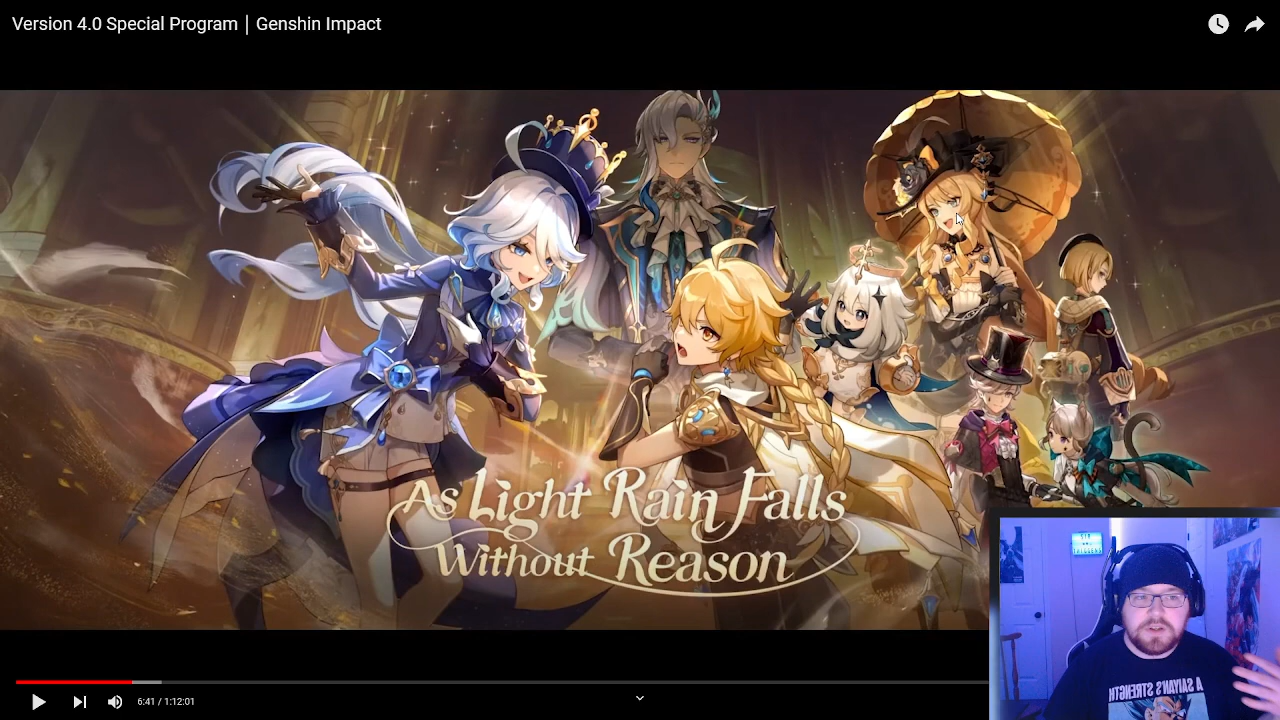 Version 4.0 Special Program | Genshin Impact
As Light Rain Falls
Without Reason
6:41 / 1:12:01
A SAIYAN'S STRENGTH